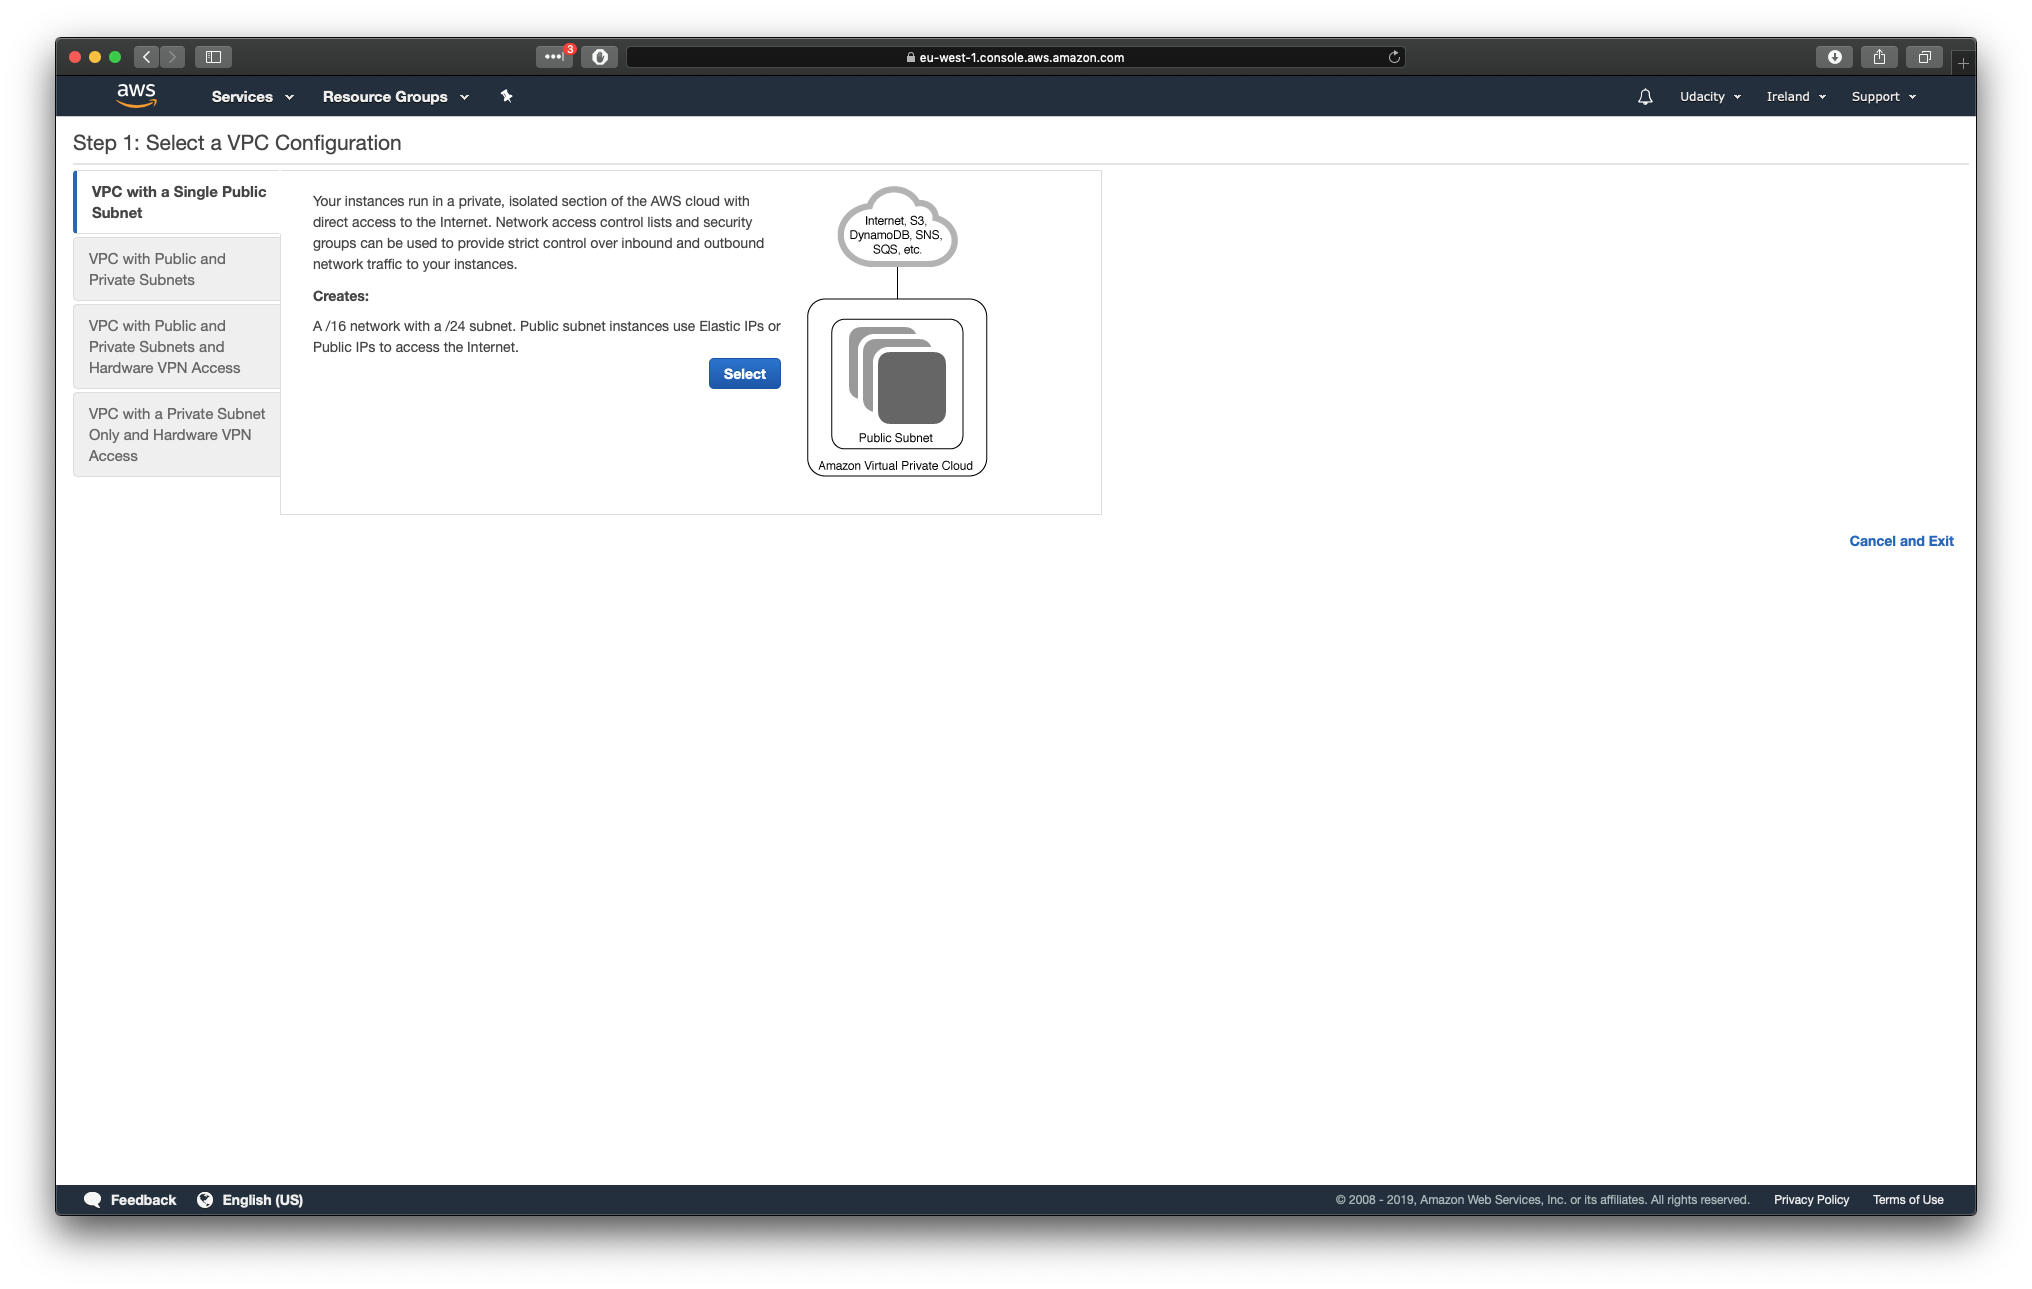 3
eu-west-1.console.aws.amazon.com
aws
Services
Resource Groups
Udacity
Ireland
Support
Step 1: Select a VPC Configuration
VPC with a Single Public
Subnet
VPC with Public and
Private Subnets
VPC with Public and
Private Subnets and
Hardware VPN Access
VPC with a Private Subnet
Only and Hardware VPN
Access
Your instances run in a private, isolated section of the AWS cloud with
direct access to the Internet. Network access control lists and security
groups can be used to provide strict control over inbound and outbound
network traffic to your instances.
Creates:
A /16 network with a /24 subnet. Public subnet instances use Elastic IPs or
Public IPs to access the Internet.
Select
Internet, S3,
DynamoDB, SNS,
SQS, etc.
Public Subnet
Amazon Virtual Private Cloud
Cancel and Exit
Feedback
English (US)
© 2008 - 2019, Amazon Web Services, Inc. or its affiliates. All rights reserved.
Privacy Policy
Terms of Use